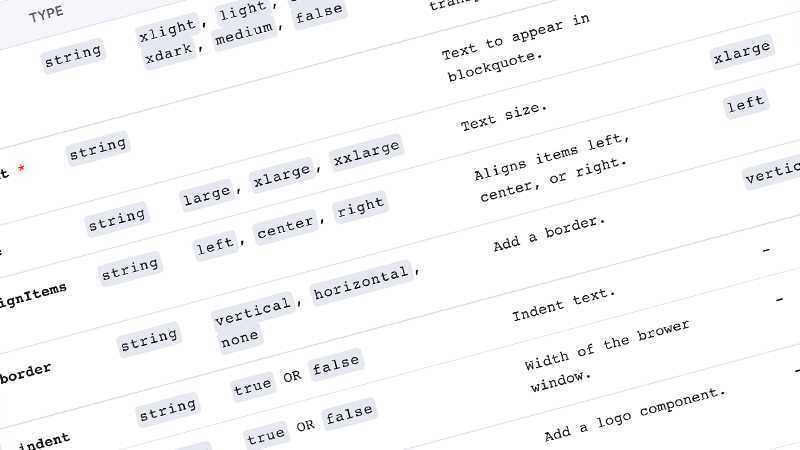 TYPE
string
xlight, light,
xdark, medium, false
Text to appear in
blockquote.
string
xlarge
large, xlarge, xxlarge
Text size.
string
left
left, center, right
Aligns items left,
center, or right.
ignItems
string
vertical, horizontal,
none
Add a border.
border
string
true OR false
Indent text.
-
indent
string
true OR false
Width of the brower
window.
-
Add a logo component.
-